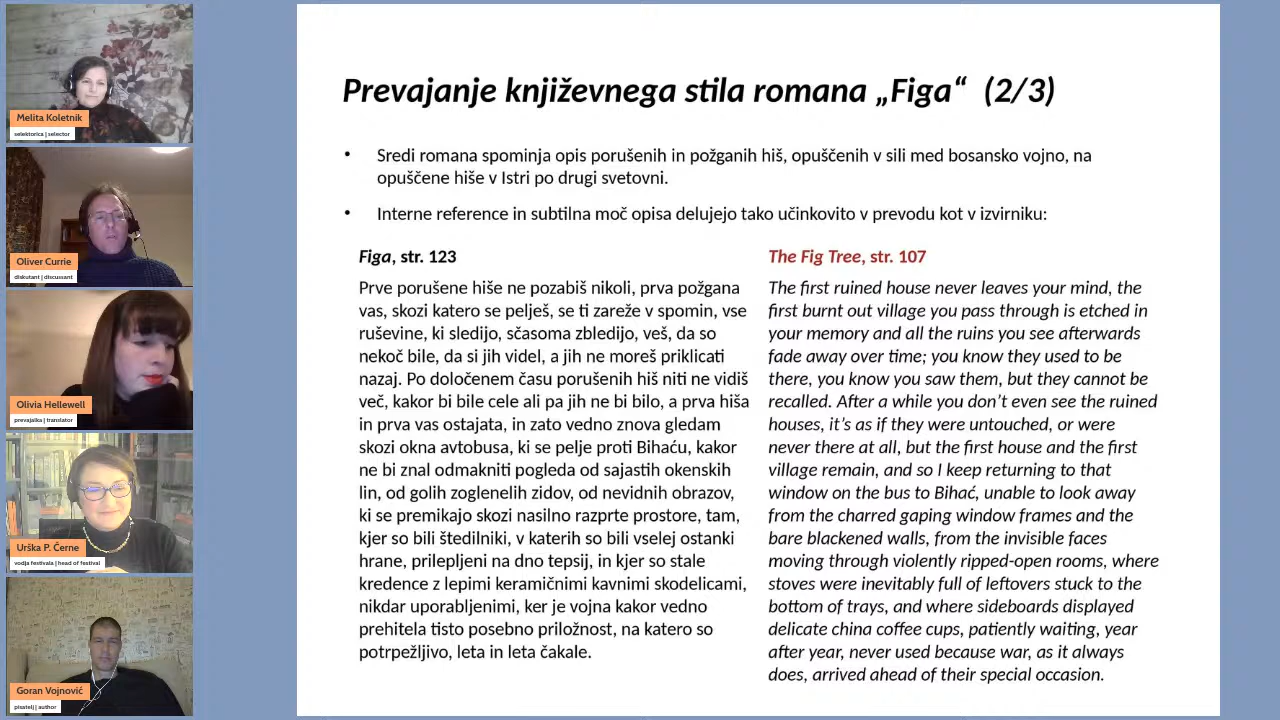 Melita Koletnik
selektorica | selector
Oliver Currie
diskutant | discussant
Olivia Hellewell
prevajalka | translator
Urška P. Černe
vodja festivala | head of festival
Goran Vojnović
pisatelj | author
Prevajanje književnega stila romana „Figa“ (2/3)
• Sredi romana spominja opis porušenih in požganih hiš, opuščenih v sili med bosansko vojno, na
opuščene hiše v Istri po drugi svetovni.
• Interne reference in subtilna moč opisa delujejo tako učinkovito v prevodu kot v izvirniku:
Figa, str. 123
Prve porušene hiše ne pozabiš nikoli, prva požgana
vas, skozi katero se pelješ, se ti zareže v spomin, vse
ruševine, ki sledijo, sčasoma zbledijo, veš, da so
nekoč bile, da si jih videl, a jih ne moreš priklicati
nazaj. Po določenem času porušenih hiš niti ne vidiš
več, kakor bi bile cele ali pa jih ne bi bilo, a prva hiša
in prva vas ostajata, in zato vedno znova gledam
skozi okna avtobusa, ki se pelje proti Bihaću, kakor
ne bi znal odmakniti pogleda od sajastih okenskih
lin, od golih zoglenelih zidov, od nevidnih obrazov,
ki se premikajo skozi nasilno razprte prostore, tam,
kjer so bili štedilniki, v katerih so bili vselej ostanki
hrane, prilepljeni na dno tepsij, in kjer so stale
kredence z lepimi keramičnimi kavnimi skodelicami,
nikdar uporabljenimi, ker je vojna kakor vedno
prehitela tisto posebno priložnost, na katero so
potrpežljivo, leta in leta čakale.
The Fig Tree, str. 107
The first ruined house never leaves your mind, the
first burnt out village you pass through is etched in
your memory and all the ruins you see afterwards
fade away over time; you know they used to be
there, you know you saw them, but they cannot be
recalled. After a while you don’t even see the ruined
houses, it’s as if they were untouched, or were
never there at all, but the first house and the first
village remain, and so I keep returning to that
window on the bus to Bihać, unable to look away
from the charred gaping window frames and the
bare blackened walls, from the invisible faces
moving through violently ripped-open rooms, where
stoves were inevitably full of leftovers stuck to the
bottom of trays, and where sideboards displayed
delicate china coffee cups, patiently waiting, year
after year, never used because war, as it always
does, arrived ahead of their special occasion.